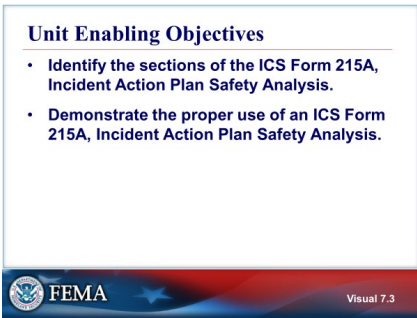 Unit Enabling Objectives
• Identify the sections of the ICS Form 215A,
Incident Action Plan Safety Analysis.
• Demonstrate the proper use of an ICS Form
215A, Incident Action Plan Safety Analysis.
FEMA
Visual 7.3